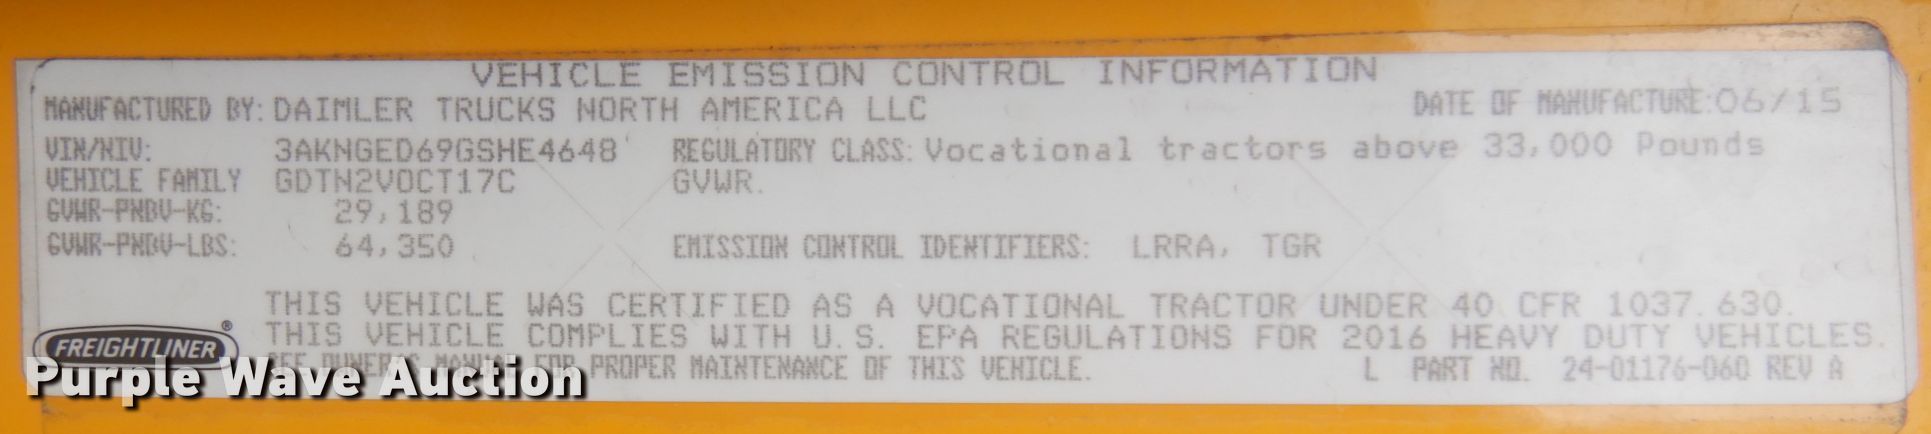 VEHICLE EMISSION CONTROL INFORMATION
MANUFACTURED BY: DAIMLER TRUCKS NORTH AMERICA LLC DATE OF MANUFACTURE: 06/15
VIN/NIV: 3AKNGED69GSHE4648 REGULATORY CLASS: Vocational tractors above 33,000 Pounds
VEHICLE FAMILY GDTN2VOCT17C GVWR.
GVWR-PNBV-KG: 29,189
GVWR-PNBV-LBS: 64,350 EMISSION CONTROL IDENTIFIERS: LRRA, TGR
THIS VEHICLE WAS CERTIFIED AS A VOCATIONAL TRACTOR UNDER 40 CFR 1037.630.
THIS VEHICLE COMPLIES WITH U.S. EPA REGULATIONS FOR 2016 HEAVY DUTY VEHICLES.
FREIGHTLINER®
SEE OWNER'S MANUAL FOR PROPER MAINTENANCE OF THIS VEHICLE. L PART NO. 24-01176-060 REV A
Purple Wave Auction